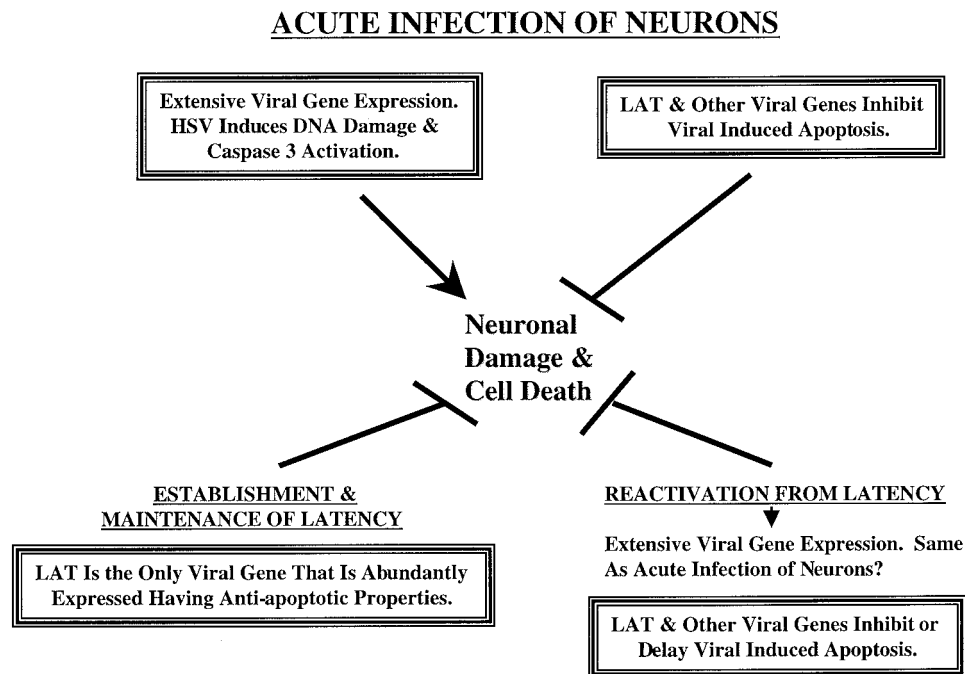 ACUTE INFECTION OF NEURONS
Extensive Viral Gene Expression.
HSV Induces DNA Damage &
Caspase 3 Activation.
LAT & Other Viral Genes Inhibit
Viral Induced Apoptosis.
Neuronal
Damage &
Cell Death
ESTABLISHMENT &
MAINTENANCE OF LATENCY
LAT Is the Only Viral Gene That Is Abundantly
Expressed Having Anti-apoptotic Properties.
REACTIVATION FROM LATENCY
Extensive Viral Gene Expression. Same
As Acute Infection of Neurons?
LAT & Other Viral Genes Inhibit or
Delay Viral Induced Apoptosis.